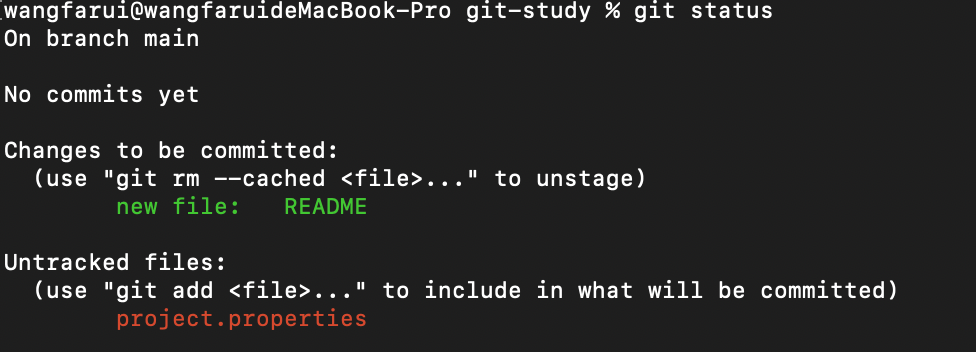 wangfarui@wangfaruideMacBook-Pro git-study % git status
On branch main
No commits yet
Changes to be committed:
(use "git rm --cached <file>..." to unstage)
new file: README
Untracked files:
(use "git add <file>..." to include in what will be committed)
project.properties